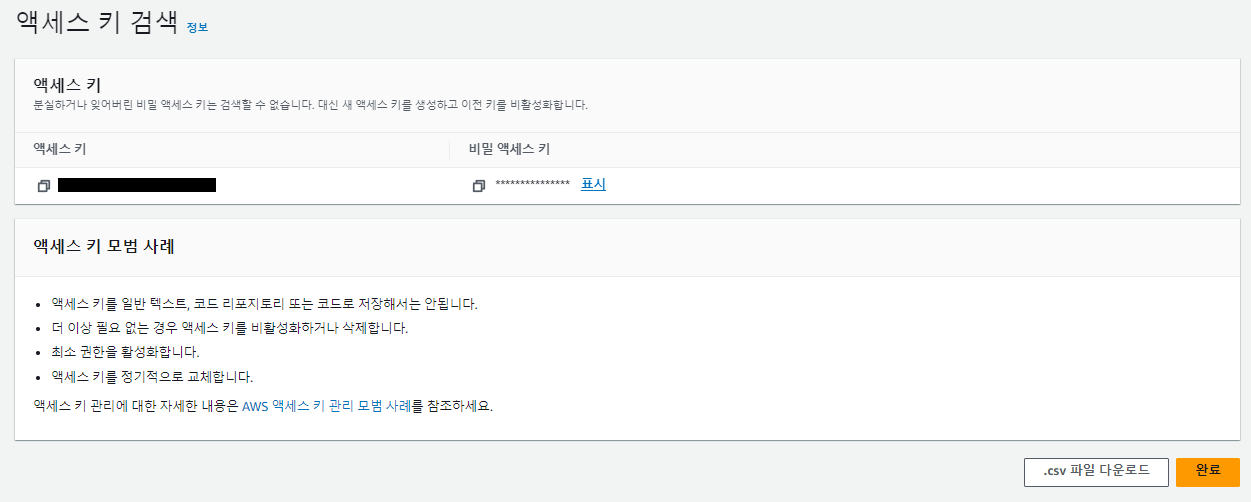 액세스 키 검색 정보
액세스 키
분실하거나 잊어버린 비밀 액세스 키는 검색할 수 없습니다. 대신 새 액세스 키를 생성하고 이전 키를 비활성화합니다.
액세스 키 비밀 액세스 키
*************** 표시
액세스 키 모범 사례
• 액세스 키를 일반 텍스트, 코드 리포지토리 또는 코드로 저장해서는 안됩니다.
• 더 이상 필요 없는 경우 액세스 키를 비활성화하거나 삭제합니다.
• 최소 권한을 활성화합니다.
• 액세스 키를 정기적으로 교체합니다.
액세스 키 관리에 대한 자세한 내용은 AWS 액세스 키 관리 모범 사례를 참조하세요.
.csv 파일 다운로드 완료